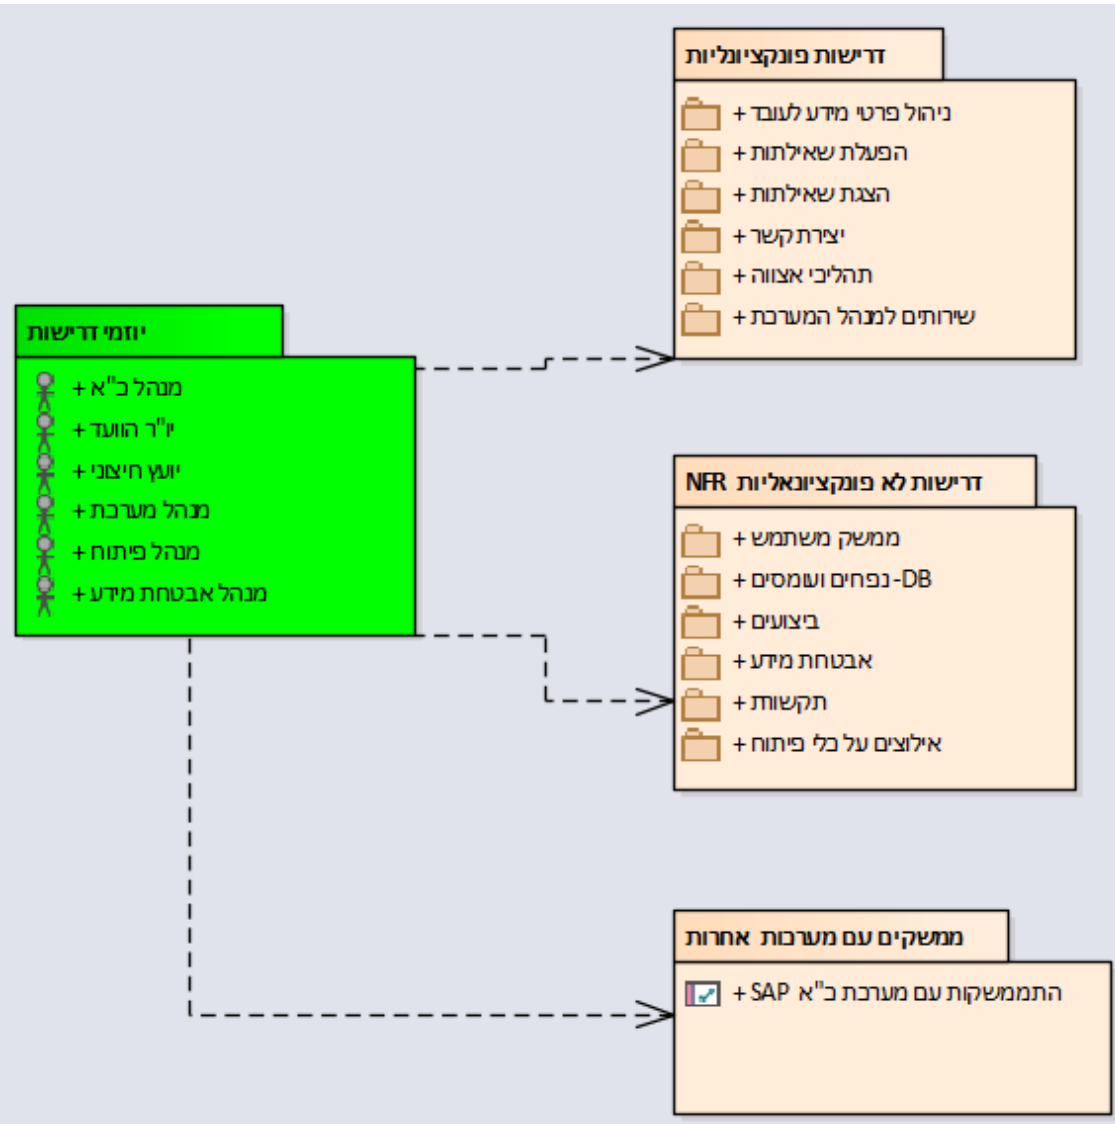 דרישות פונקציונליות
+ ניהול פרטי מידע לעובד
+ הפעלת שאילתות
+ הצגת שאילתות
+ יצירת קשר
+ תהליכי אצווה
+ שירותים למנהל המערכת
יוזמי דרישות
+ מנהל כ"א
+ יו"ר הוועד
+ יועץ חיצוני
+ מנהל מערכת
+ מנהל פיתוח
+ מנהל אבטחת מידע
דרישות לא פונקציונאליות NFR
+ ממשק משתמש
+ נפחים ועומסים -DB
+ ביצועים
+ אבטחת מידע
+ תקשורת
+ אילוצים על כלי פיתוח
ממשקים עם מערכות אחרות
+ התממשקות עם מערכת כ"א SAP